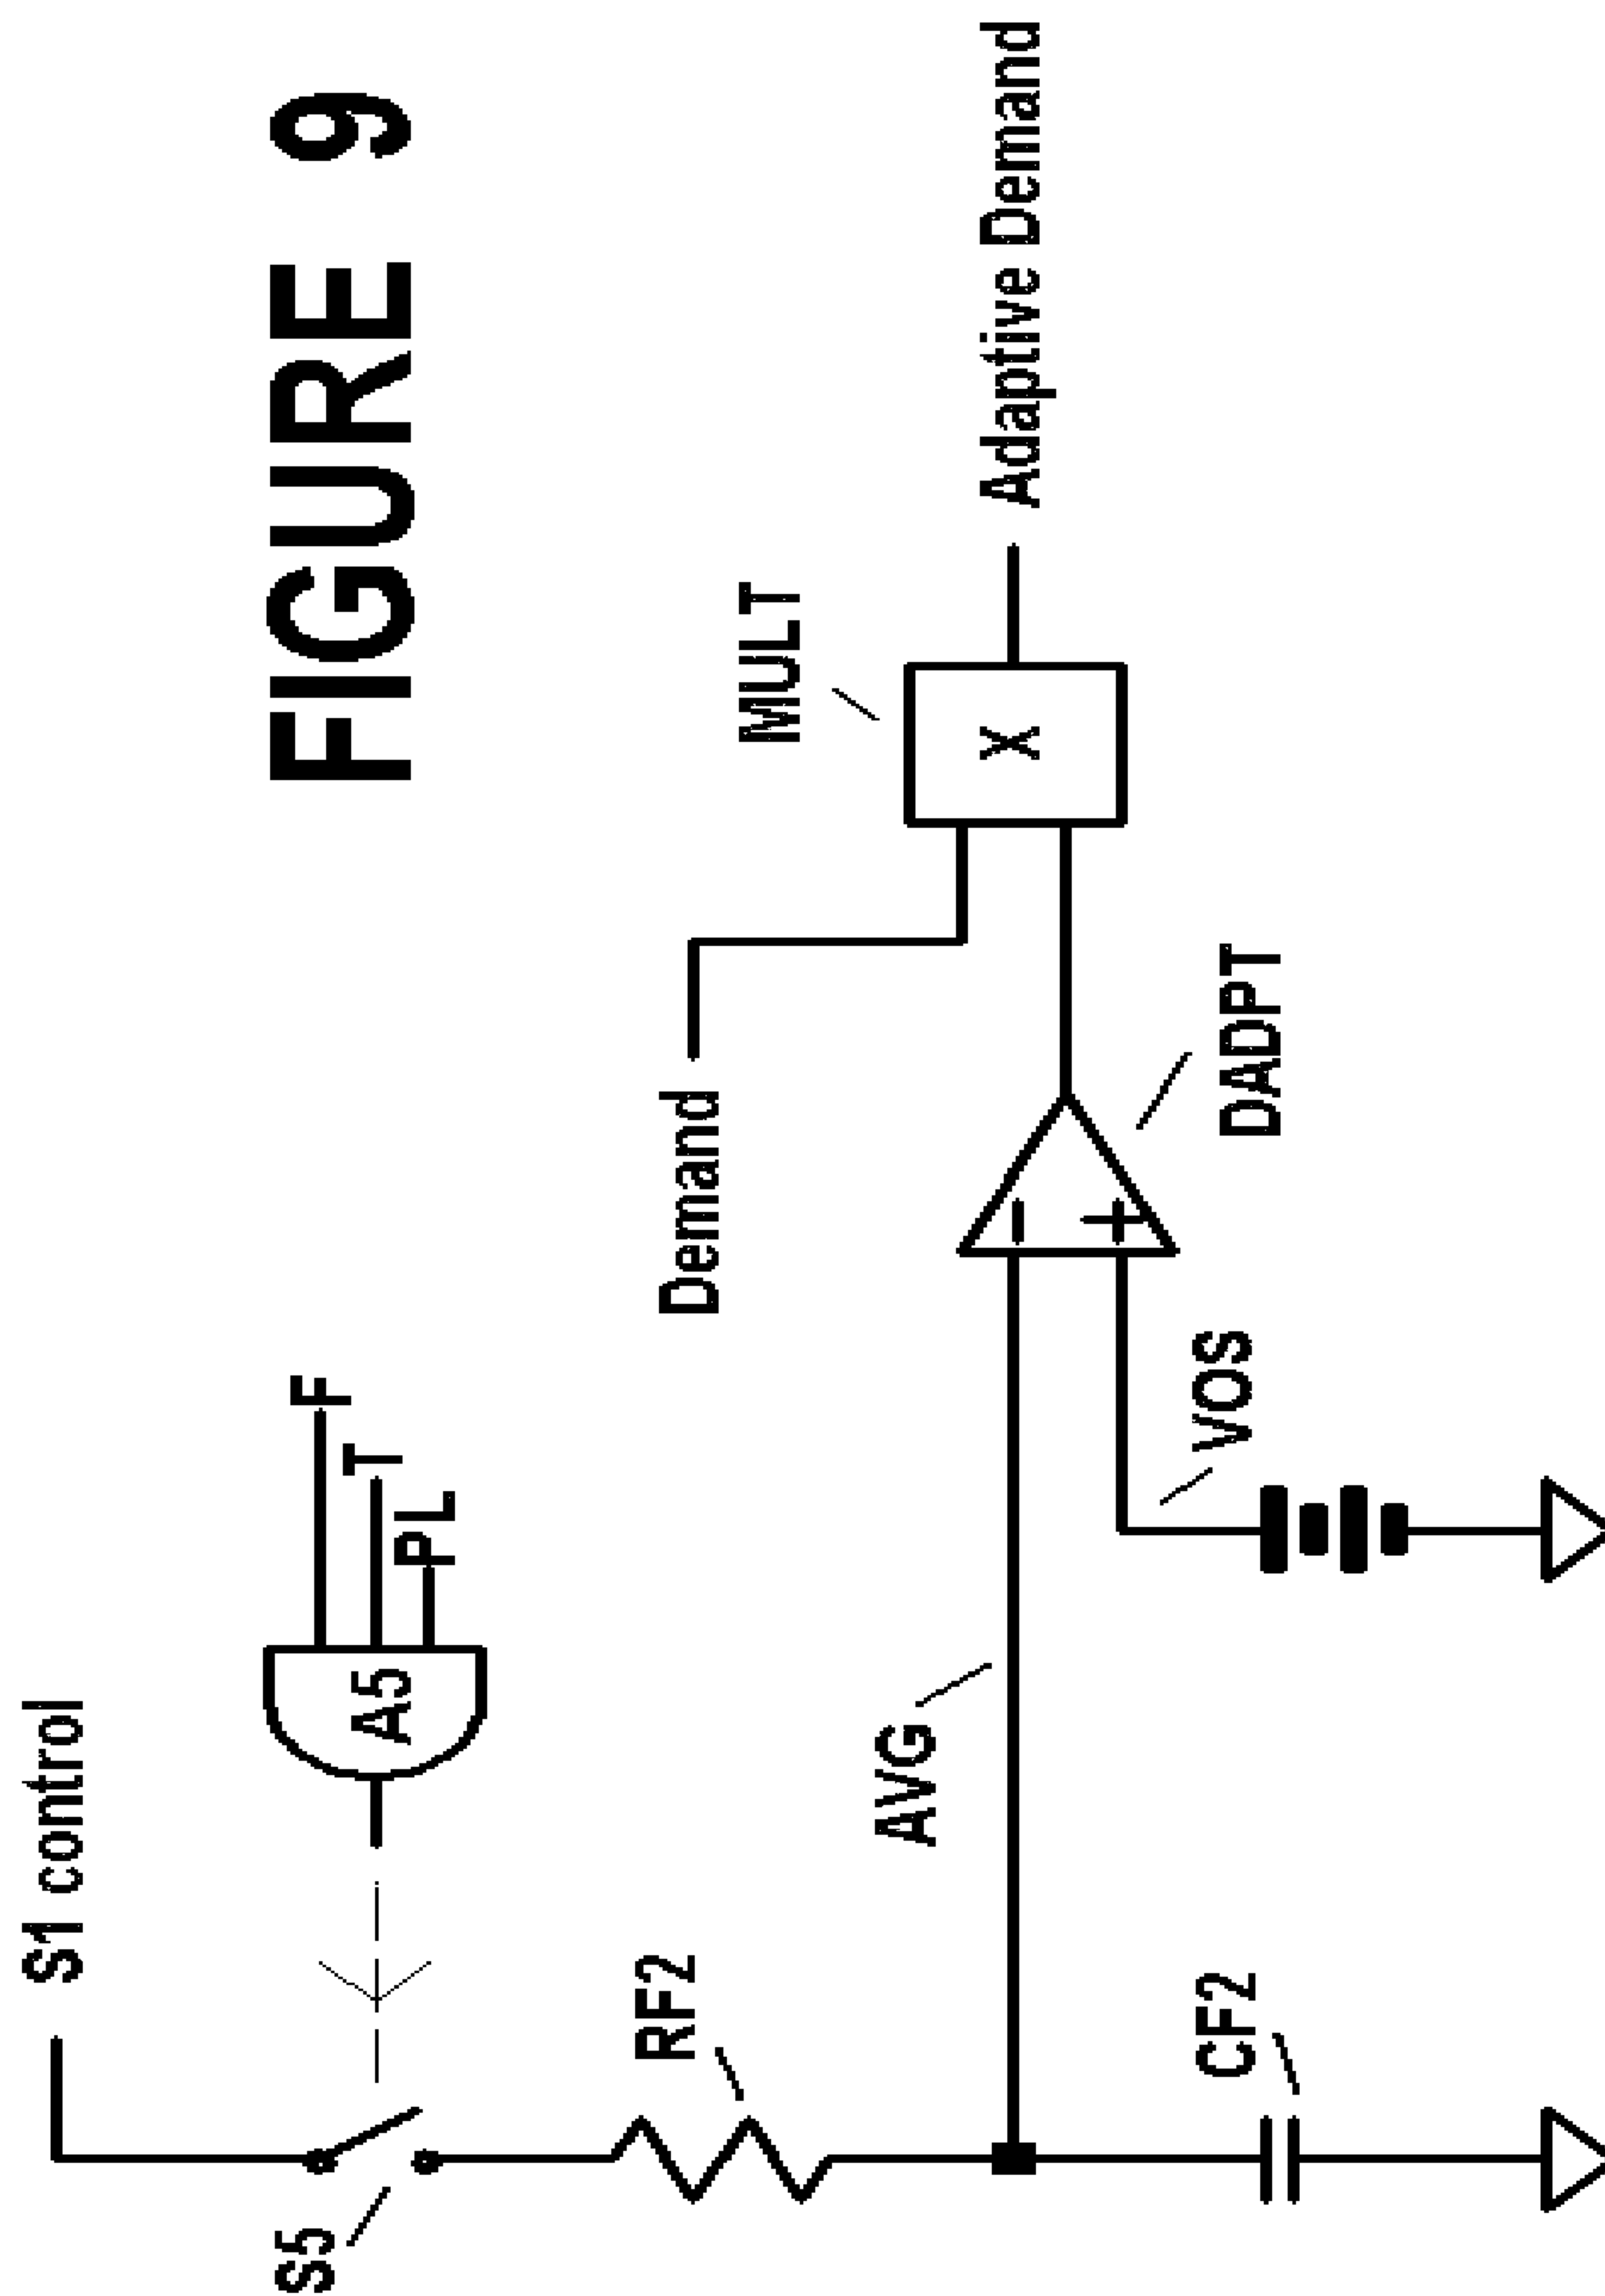 FIGURE 9
S1 control
F
T
PL
A5
S5
RF2
Demand
MULT
X
Adaptive Demand
AVG
-
+
DADPT
VOS
CF2